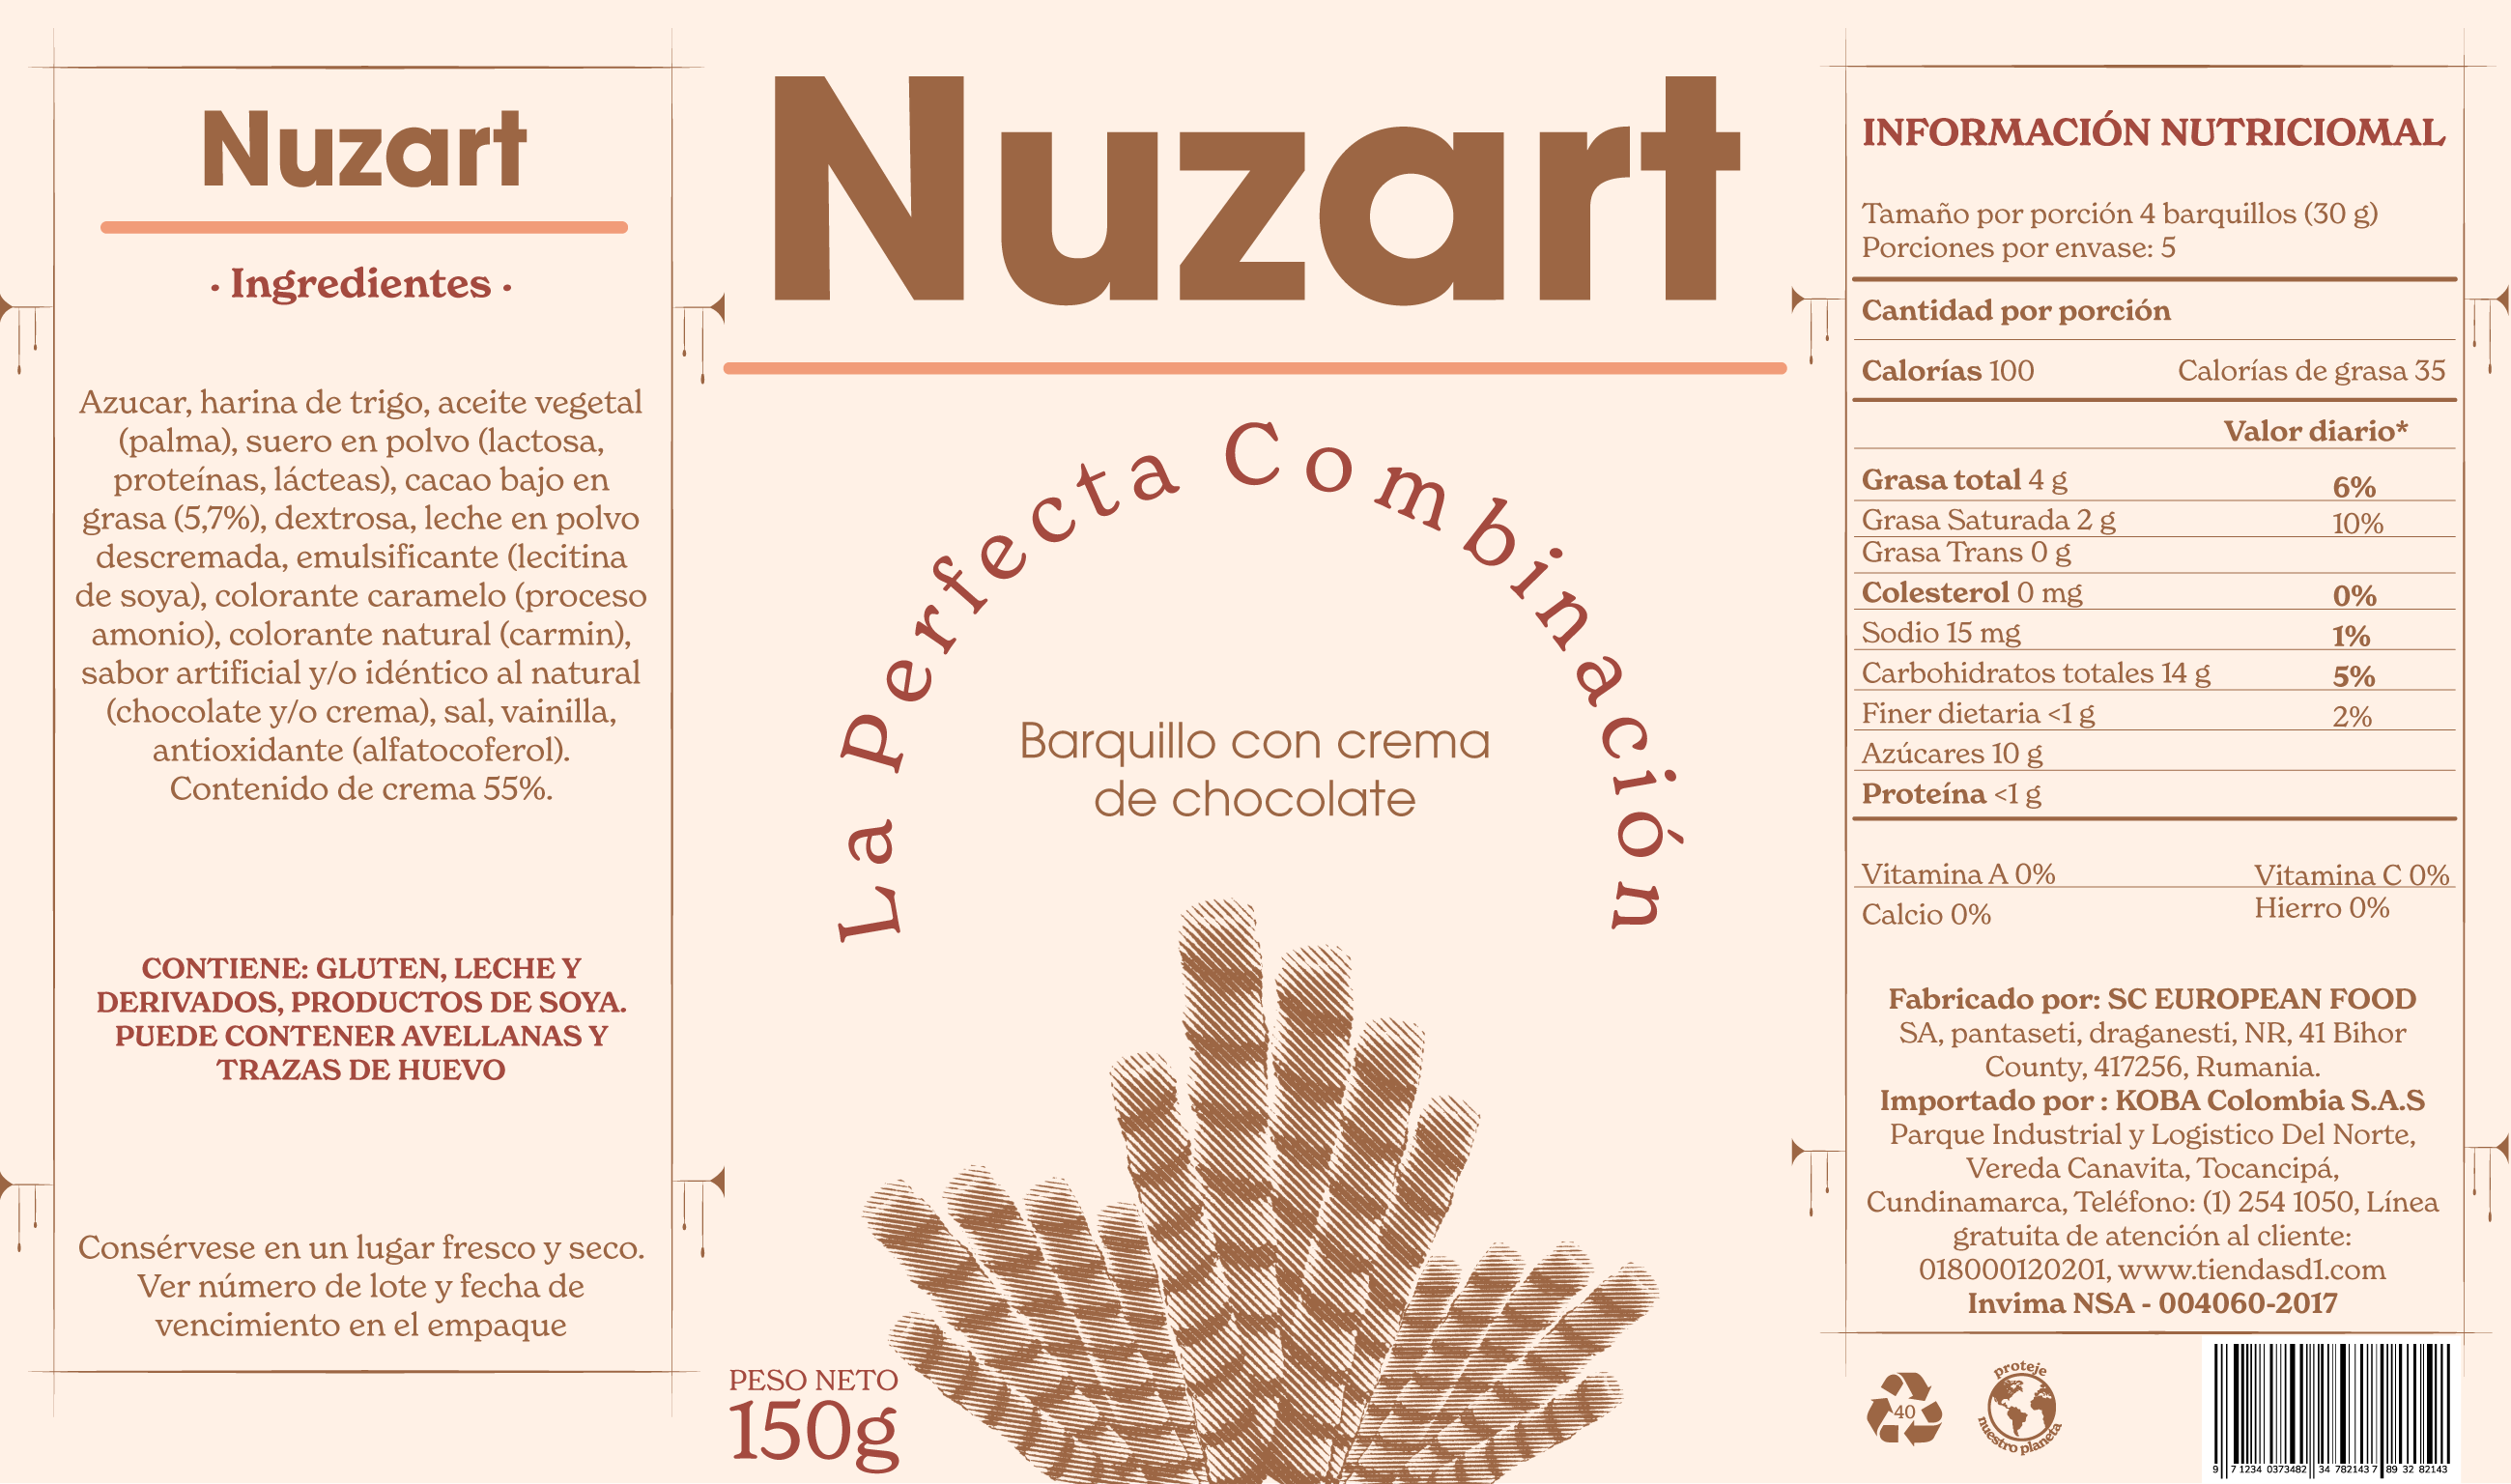 Nuzart
· Ingredientes ·
Azucar, harina de trigo, aceite vegetal
(palma), suero en polvo (lactosa,
proteínas, lácteas), cacao bajo en
grasa (5,7%), dextrosa, leche en polvo
descremada, emulsificante (lecitina
de soya), colorante caramelo (proceso
amonio), colorante natural (carmin),
sabor artificial y/o idéntico al natural
(chocolate y/o crema), sal, vainilla,
antioxidante (alfatocoferol).
Contenido de crema 55%.
CONTIENE: GLUTEN, LECHE Y
DERIVADOS, PRODUCTOS DE SOYA.
PUEDE CONTENER AVELLANAS Y
TRAZAS DE HUEVO
Consérvese en un lugar fresco y seco.
Ver número de lote y fecha de
vencimiento en el empaque
Nuzart
La Perfecta Combinación
Barquillo con crema
de chocolate
PESO NETO
150g
INFORMACIÓN NUTRICIOMAL
Tamaño por porción 4 barquillos (30 g)
Porciones por envase: 5
Cantidad por porción
Calorías 100 Calorías de grasa 35
Valor diario*
Grasa total 4 g 6%
Grasa Saturada 2 g 10%
Grasa Trans 0 g
Colesterol 0 mg 0%
Sodio 15 mg 1%
Carbohidratos totales 14 g 5%
Finer dietaria <1 g 2%
Azúcares 10 g
Proteína <1 g
Vitamina A 0% Vitamina C 0%
Calcio 0% Hierro 0%
Fabricado por: SC EUROPEAN FOOD
SA, pantaseti, draganesti, NR, 41 Bihor
County, 417256, Rumania.
Importado por : KOBA Colombia S.A.S
Parque Industrial y Logistico Del Norte,
Vereda Canavita, Tocancipá,
Cundinamarca, Teléfono: (1) 254 1050, Línea
gratuita de atención al cliente:
018000120201, www.tiendasd1.com
Invima NSA - 004060-2017
40
proteje
nuestro planeta
9 7 1234 0373482 34 782143 7 89 32 82143